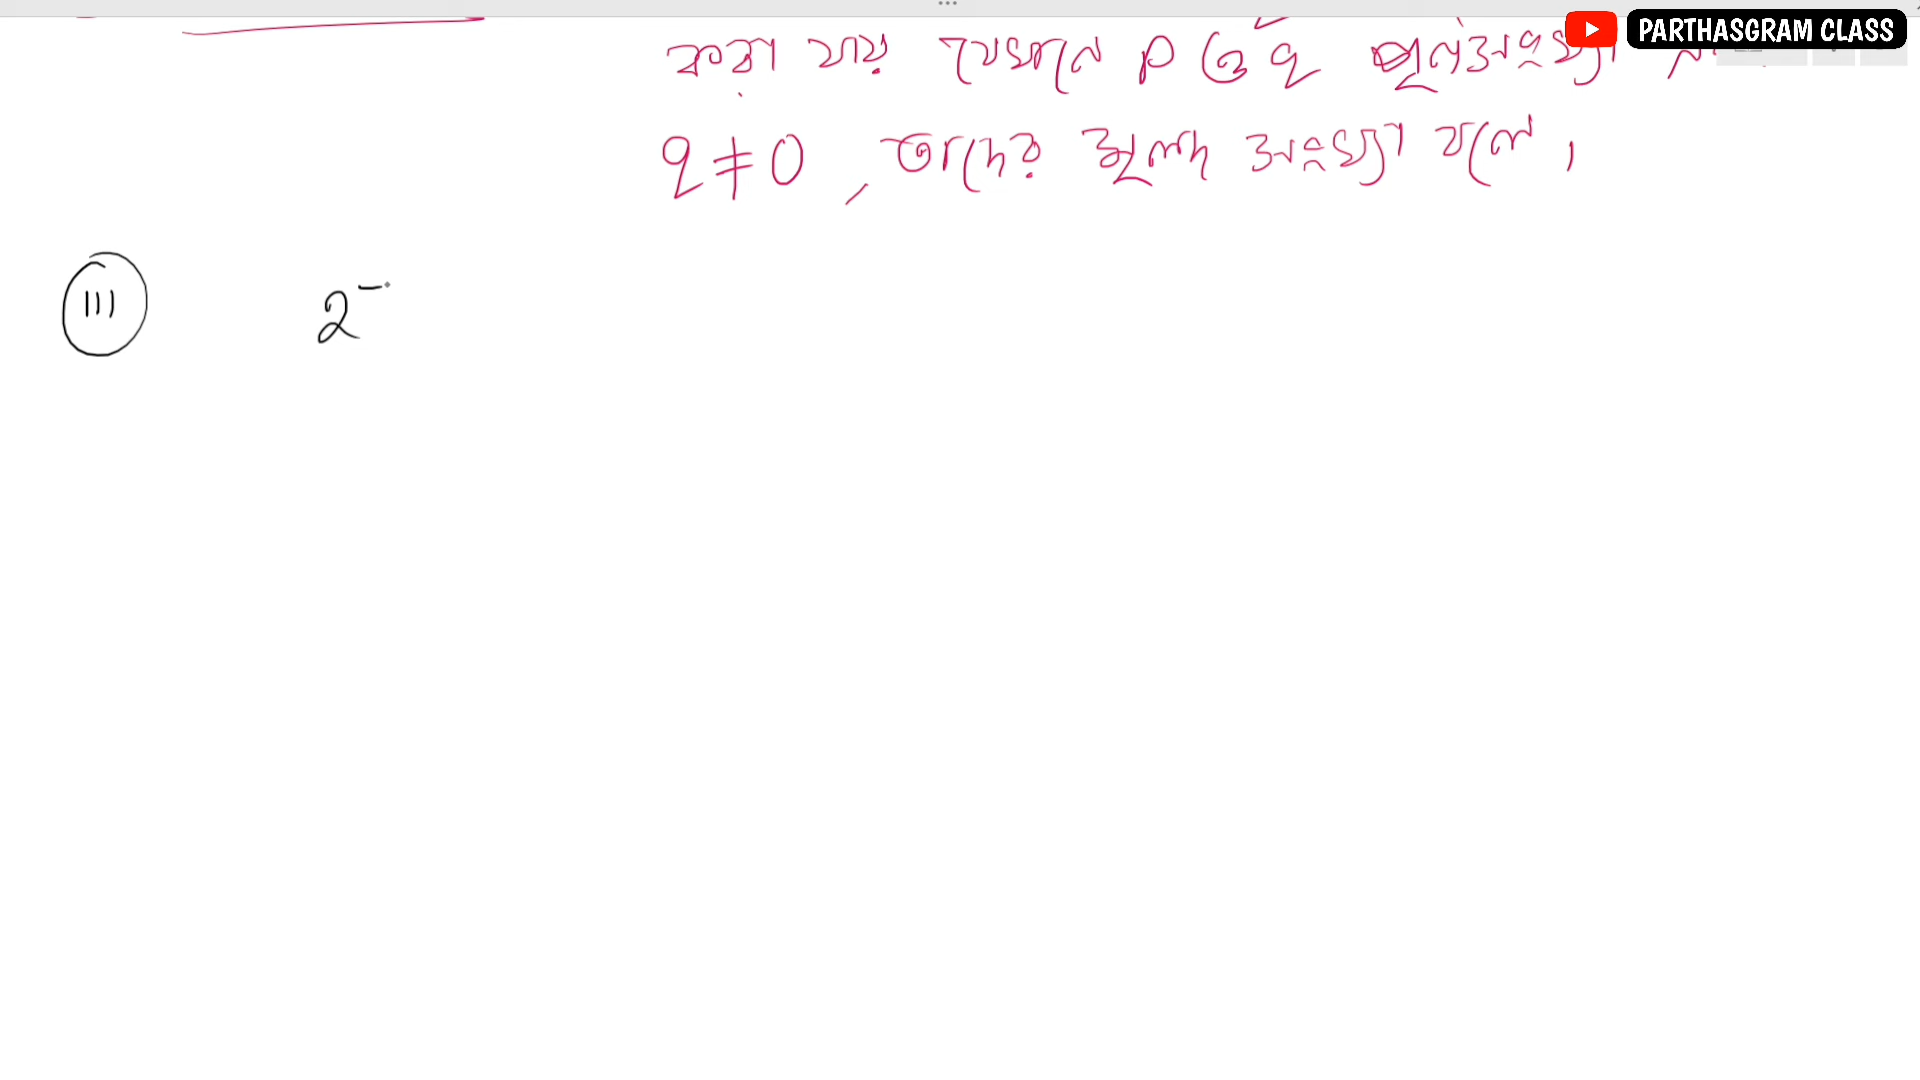 PARTHASGRAM CLASS
করা যায় যেখানে p ও q পূর্ণসংখ্যা
q ≠ 0 , তাদের মূলদ সংখ্যা বলে ,
III 2⁻